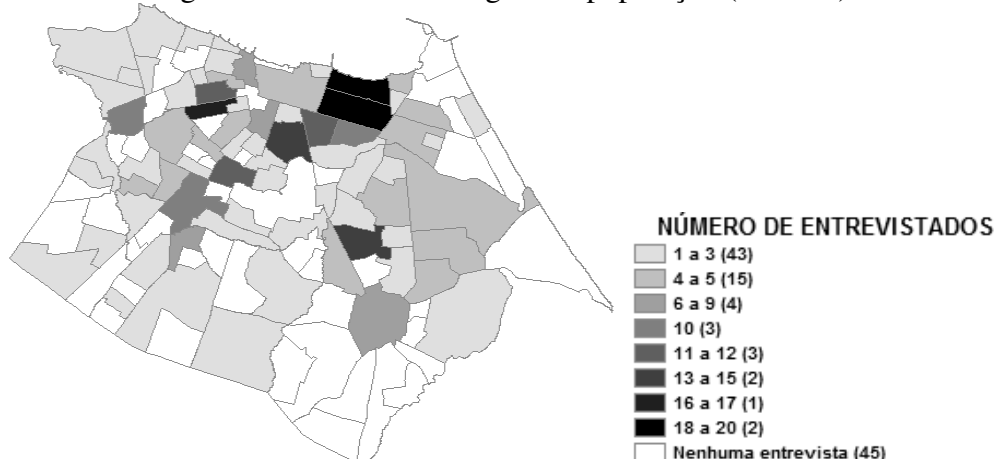 NÚMERO DE ENTREVISTADOS
1 a 3 (43)
4 a 5 (15)
6 a 9 (4)
10 (3)
11 a 12 (3)
13 a 15 (2)
16 a 17 (1)
18 a 20 (2)
Nenhuma entrevista (45)